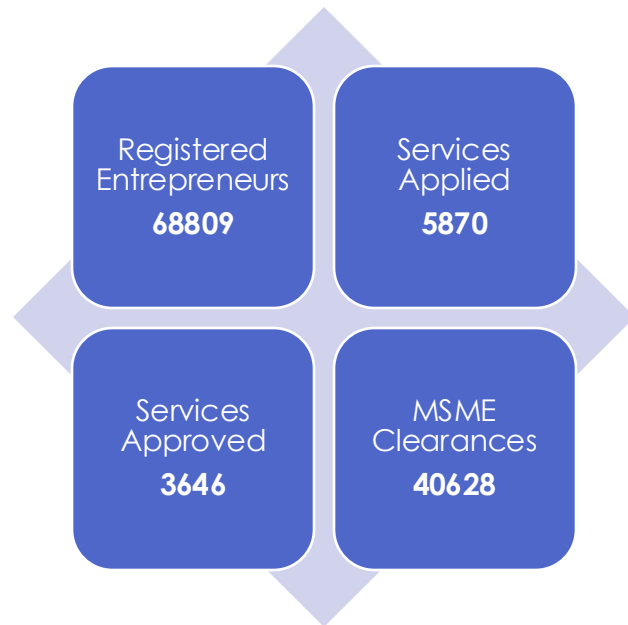 Registered
Entrepreneurs
68809
Services
Applied
5870
Services
Approved
3646
MSME
Clearances
40628